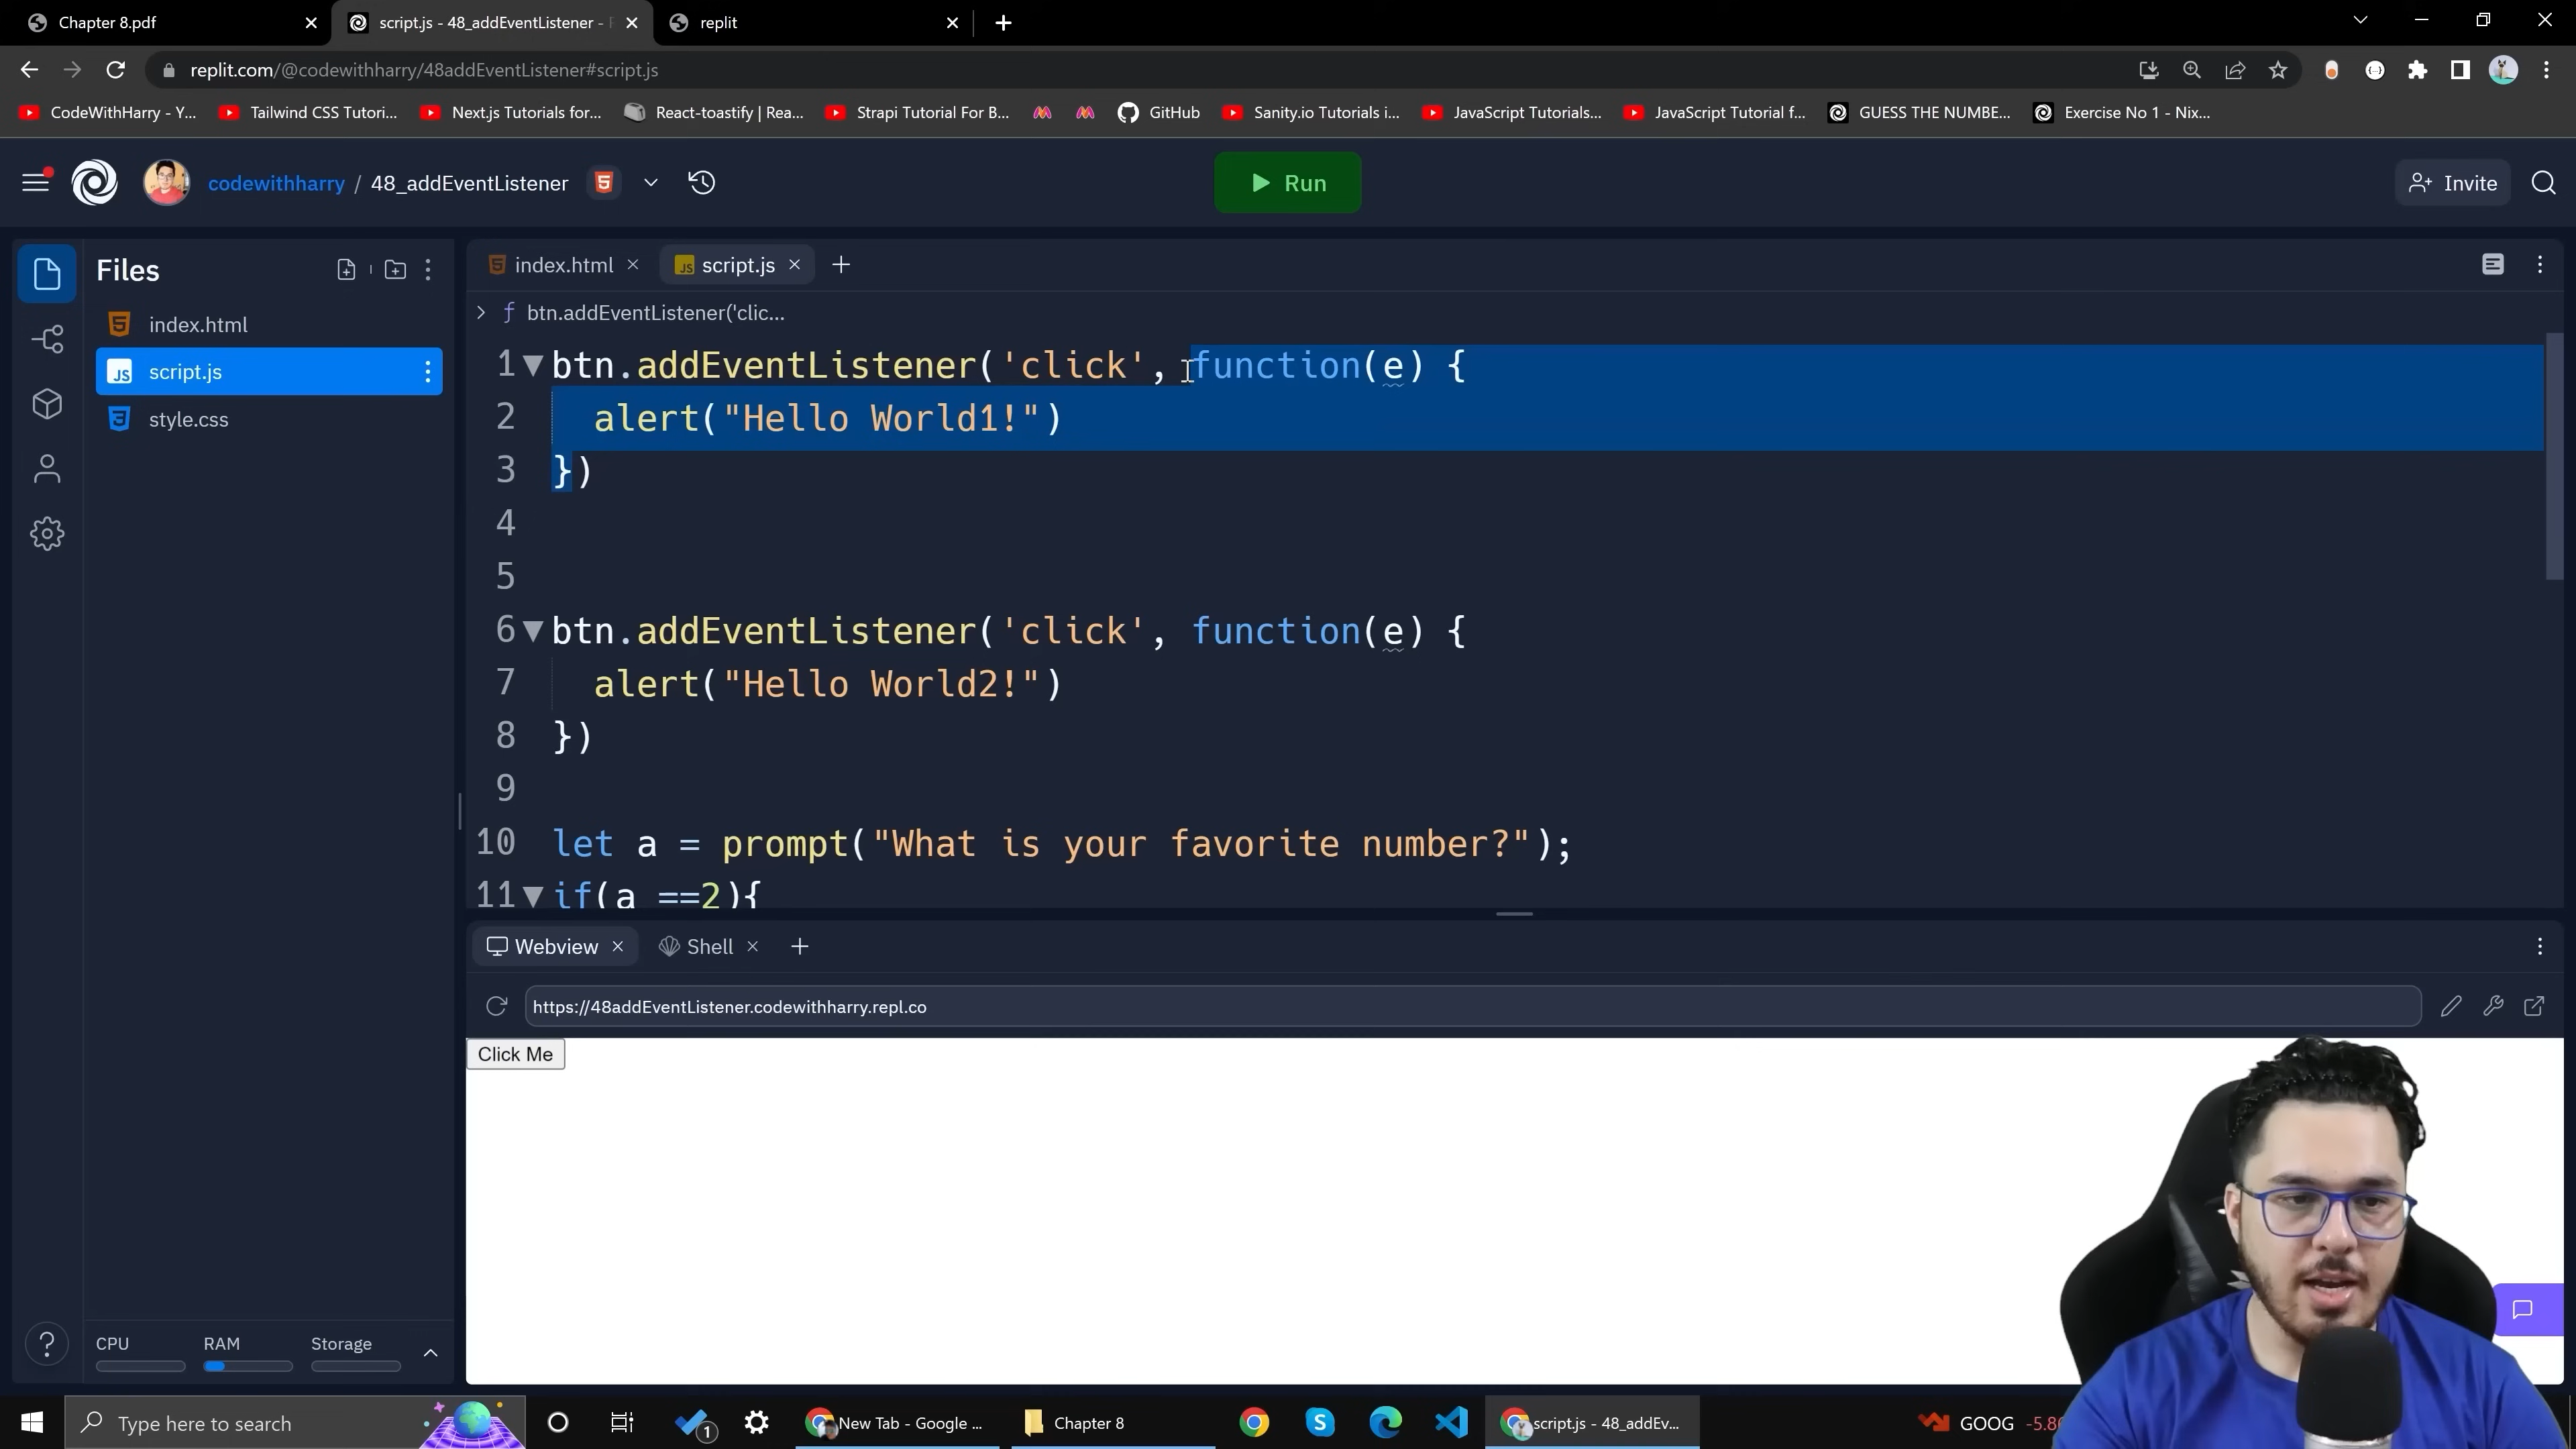 Chapter 8.pdf
script.js - 48_addEventListener -
replit
replit.com/@codewithharry/48addEventListener#script.js
CodeWithHarry - Y...
Tailwind CSS Tutori...
Next.js Tutorials for...
React-toastify | Rea...
Strapi Tutorial For B...
GitHub
Sanity.io Tutorials i...
JavaScript Tutorials...
JavaScript Tutorial f...
GUESS THE NUMBE...
Exercise No 1 - Nix...
codewithharry / 48_addEventListener
Run
Invite
Files
index.html
script.js
style.css
index.html
JS script.js
f btn.addEventListener('clic...
1 btn.addEventListener('click', function(e) {
2 alert("Hello World1!")
3 })
4
5
6 btn.addEventListener('click', function(e) {
7 alert("Hello World2!")
8 })
9
10 let a = prompt("What is your favorite number?");
11 if(a ==2){
Webview
Shell
https://48addEventListener.codewithharry.repl.co
Click Me
CPU
RAM
Storage
Type here to search
1
New Tab - Google ...
Chapter 8
script.js - 48_addEv...
GOOG